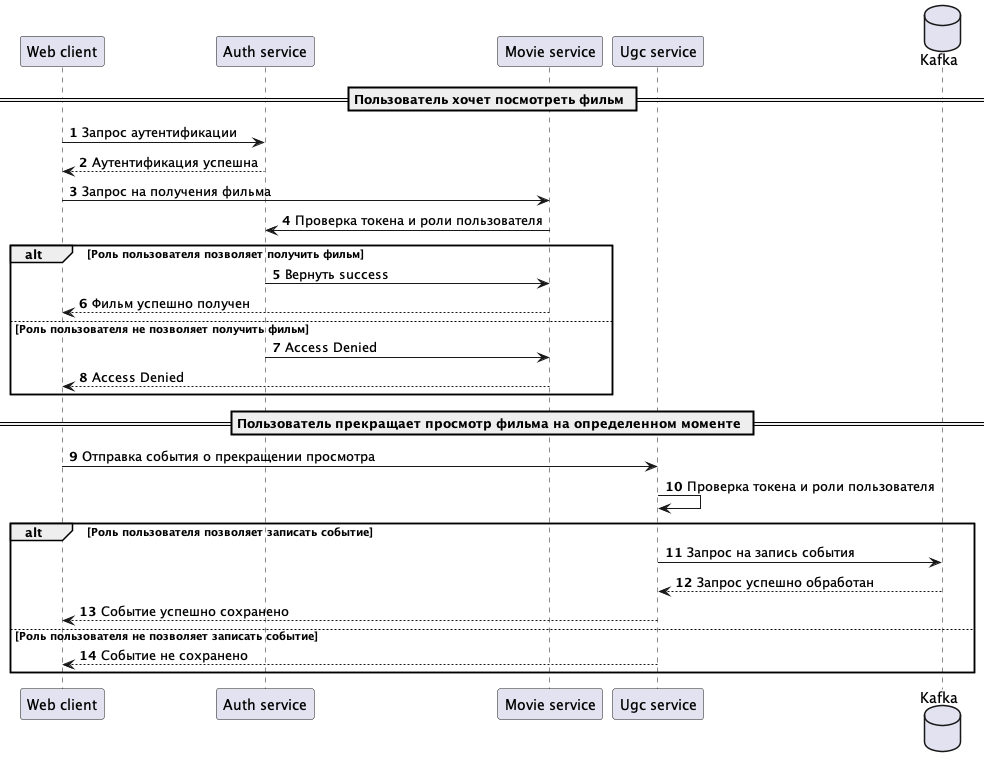 Web client
Auth service
Movie service
Ugc service
Kafka
Пользователь хочет посмотреть фильм
1 Запрос аутентификации
2 Аутентификация успешна
3 Запрос на получения фильма
4 Проверка токена и роли пользователя
alt [Роль пользователя позволяет получить фильм]
5 Вернуть success
6 Фильм успешно получен
[Роль пользователя не позволяет получить фильм]
7 Access Denied
8 Access Denied
Пользователь прекращает просмотр фильма на определенном моменте
9 Отправка события о прекращении просмотра
10 Проверка токена и роли пользователя
alt [Роль пользователя позволяет записать событие]
11 Запрос на запись события
12 Запрос успешно обработан
13 Событие успешно сохранено
[Роль пользователя не позволяет записать событие]
14 Событие не сохранено
Web client
Auth service
Movie service
Ugc service
Kafka